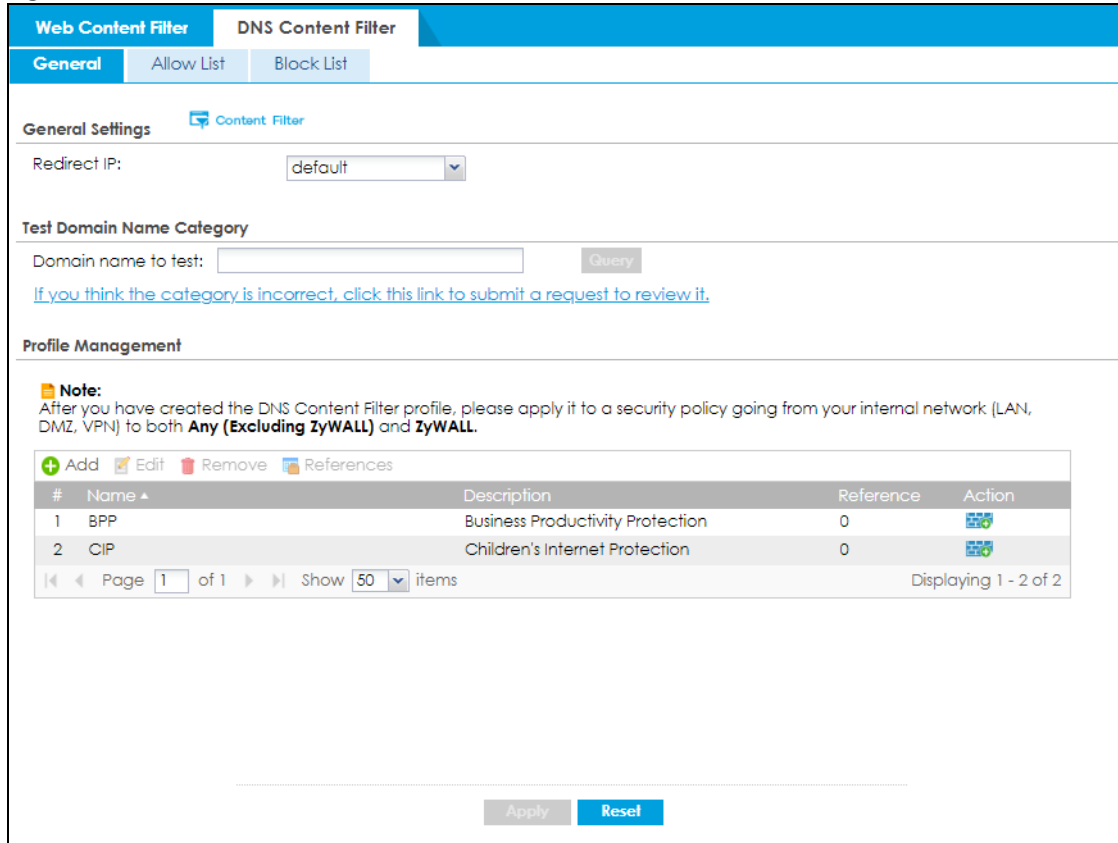 Web Content Filter DNS Content Filter
General Allow List Block List
General Settings Content Filter
Redirect IP: default
Test Domain Name Category
Domain name to test: Query
If you think the category is incorrect, click this link to submit a request to review it.
Profile Management
Note:
After you have created the DNS Content Filter profile, please apply it to a security policy going from your internal network (LAN,
DMZ, VPN) to both Any (Excluding ZyWALL) and ZyWALL.
Add Edit Remove References
# Name Description Reference Action
1 BPP Business Productivity Protection 0
2 CIP Children's Internet Protection 0
Page 1 of 1 Show 50 items Displaying 1 - 2 of 2
Apply Reset